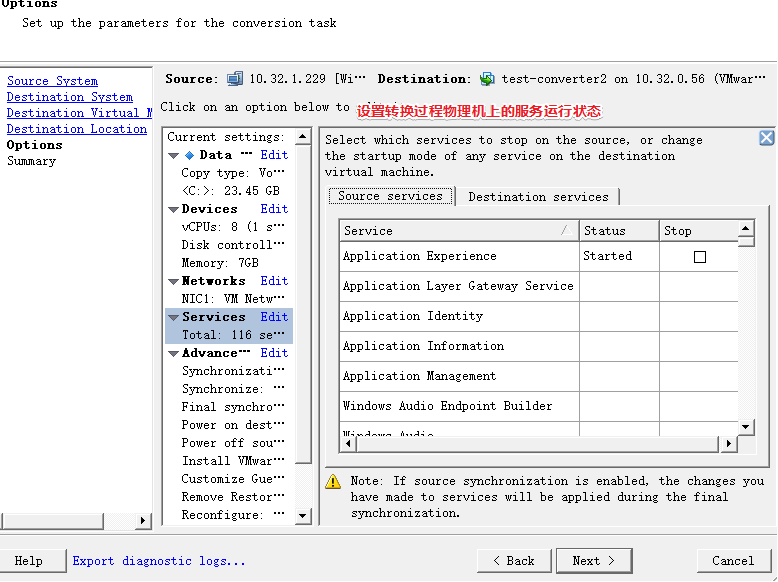 Options
Set up the parameters for the conversion task
Source System
Destination System
Destination Virtual M
Destination Location
Options
Summary
Source: 10.32.1.229 [Wi… Destination: test-converter2 on 10.32.0.56 (VMwar…
Click on an option below to
设置转换过程物理机上的服务运行状态
Current settings:
Data … Edit
Copy type: Vo…
<C:>: 23.45 GB
Devices Edit
vCPUs: 8 (1 s…
Disk controll…
Memory: 7GB
Networks Edit
NIC1: VM Netw…
Services Edit
Total: 116 se…
Advance… Edit
Synchronizati…
Synchronize: …
Final synchro…
Power on dest…
Power off sou…
Install VMwar…
Customize Gue…
Remove Restor…
Reconfigure: …
Select which services to stop on the source, or change
the startup mode of any service on the destination
virtual machine.
Source services Destination services
Service Status Stop
Application Experience Started
Application Layer Gateway Service
Application Identity
Application Information
Application Management
Windows Audio Endpoint Builder
Windows Audio
Note: If source synchronization is enabled, the changes you
have made to services will be applied during the final
synchronization.
Help Export diagnostic logs... < Back Next > Cancel